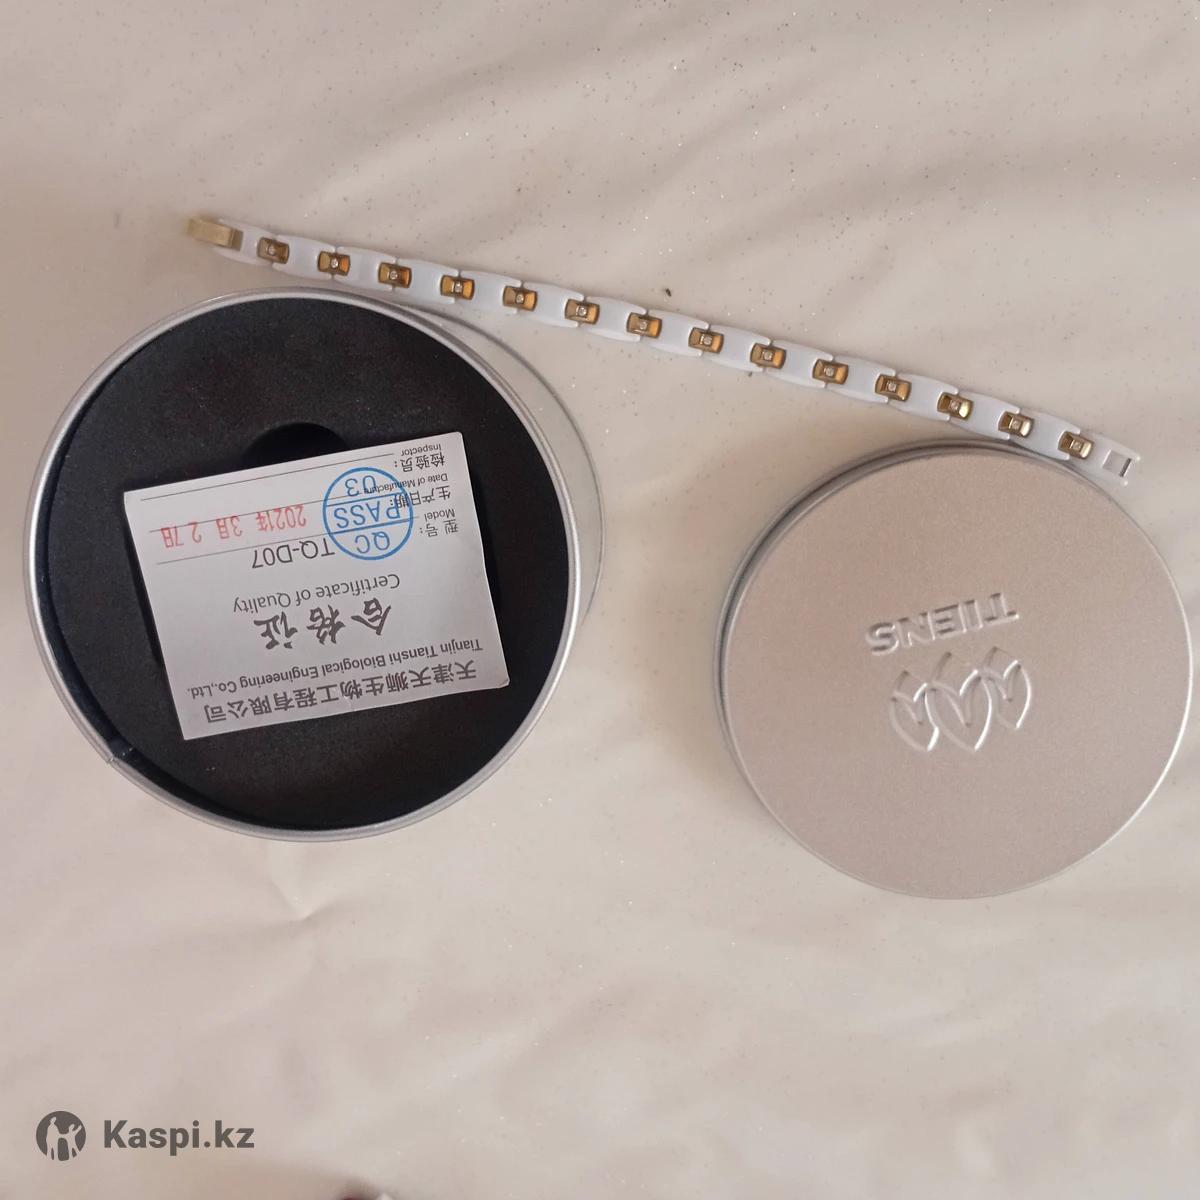 天津天狮生物工程有限公司
Tianjin Tianshi Biological Engineering Co.,Ltd.
合格证
Certificate of Quality
型 号:
Model
TQ-D07
生产日期:
Date of Manufacture
2021年 3月 2 7日
检验员:
Inspector
QC
PASS
03
TIENS
Kaspi.kz